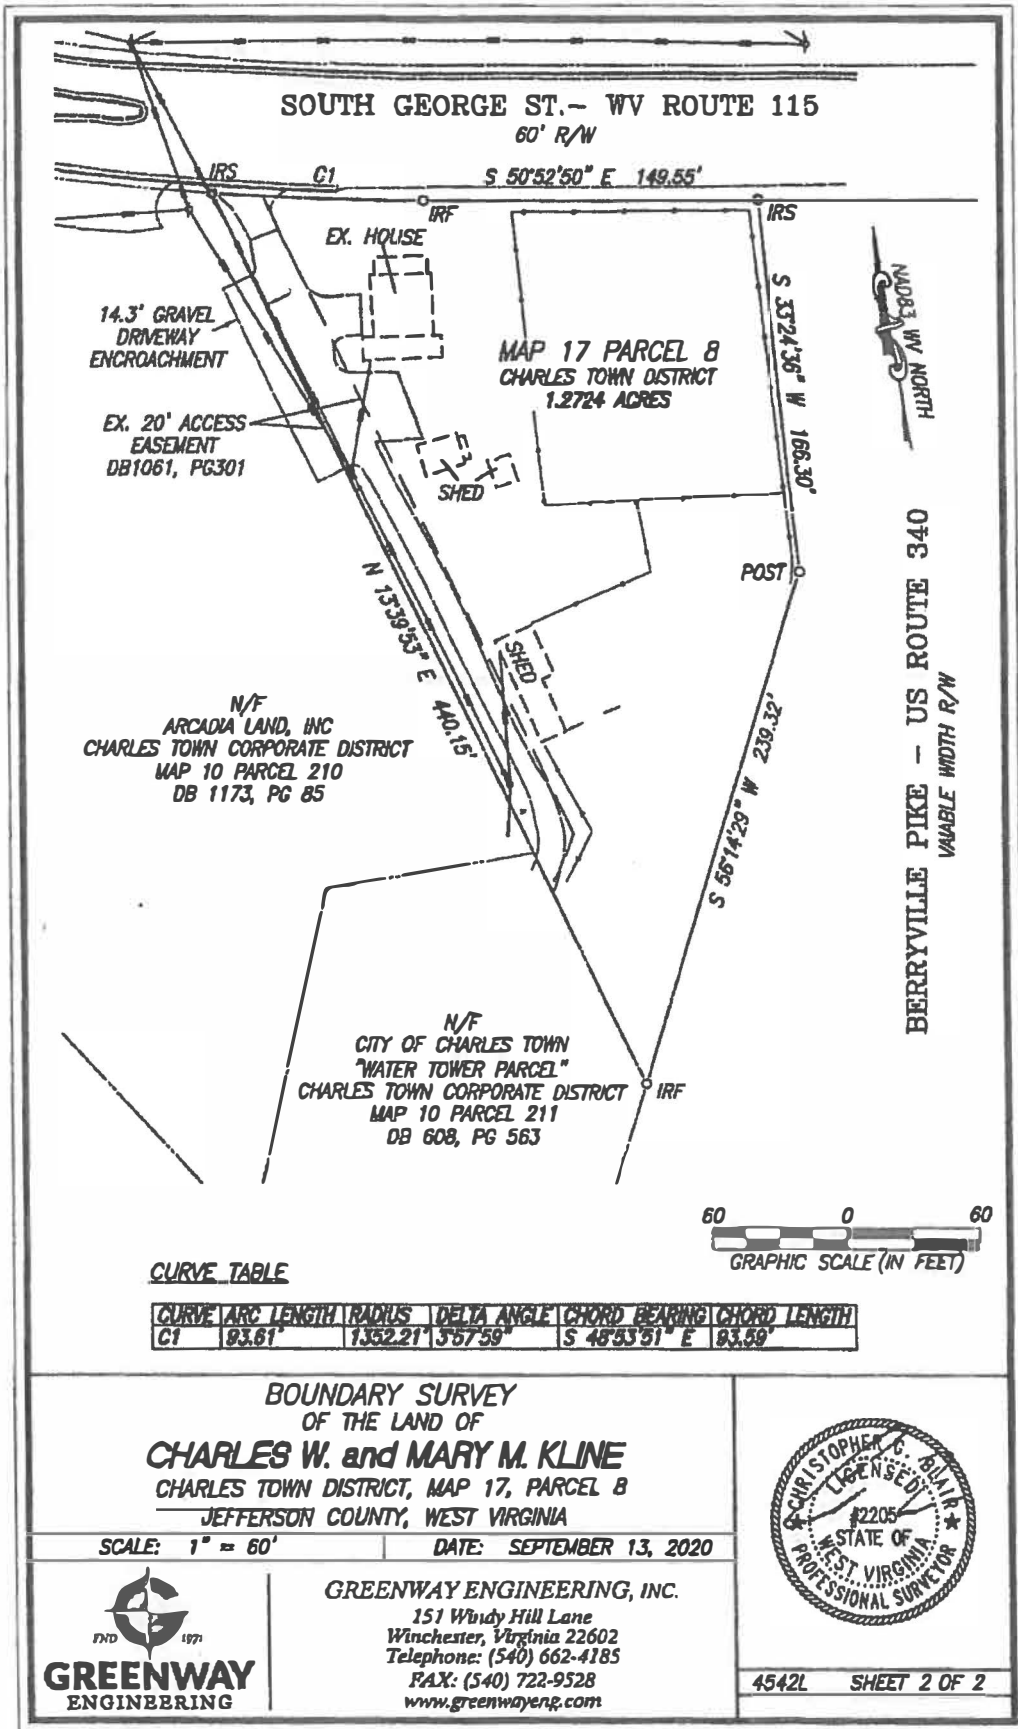 SOUTH GEORGE ST.- WV ROUTE 115
60' R/W
IRS
C1
S 50°52'50" E 149.55'
IRF
IRS
EX. HOUSE
14.3' GRAVEL
DRIVEWAY
ENCROACHMENT
MAP 17 PARCEL 8
CHARLES TOWN DISTRICT
1.2724 ACRES
S 33°24'36" W 166.30'
NAD83 WV NORTH
EX. 20' ACCESS
EASEMENT
DB1061, PG301
SHED
POST
N 13°39'53" E 440.15'
SHED
BERRYVILLE PIKE - US ROUTE 340
VAIABLE WIDTH R/W
N/F
ARCADIA LAND, INC
CHARLES TOWN CORPORATE DISTRICT
MAP 10 PARCEL 210
DB 1173, PG 85
S 56°14'29" W 239.32'
N/F
CITY OF CHARLES TOWN
"WATER TOWER PARCEL"
CHARLES TOWN CORPORATE DISTRICT
MAP 10 PARCEL 211
DB 608, PG 563
IRF
60 0 60
GRAPHIC SCALE (IN FEET)
CURVE TABLE
CURVE ARC LENGTH RADIUS DELTA ANGLE CHORD BEARING CHORD LENGTH
C1 93.61' 1352.21' 3°57'59" S 48°53'51" E 93.59'
BOUNDARY SURVEY
OF THE LAND OF
CHARLES W. and MARY M. KLINE
CHARLES TOWN DISTRICT, MAP 17, PARCEL 8
JEFFERSON COUNTY, WEST VIRGINIA
SCALE: 1" = 60'
DATE: SEPTEMBER 13, 2020
FND 1971
GREENWAY
ENGINEERING
GREENWAY ENGINEERING, INC.
151 Windy Hill Lane
Winchester, Virginia 22602
Telephone: (540) 662-4185
FAX: (540) 722-9528
www.greenwayeng.com
CHRISTOPHER G. BLAIR
LICENSED
#2205
STATE OF
WEST VIRGINIA
PROFESSIONAL SURVEYOR
4542L SHEET 2 OF 2